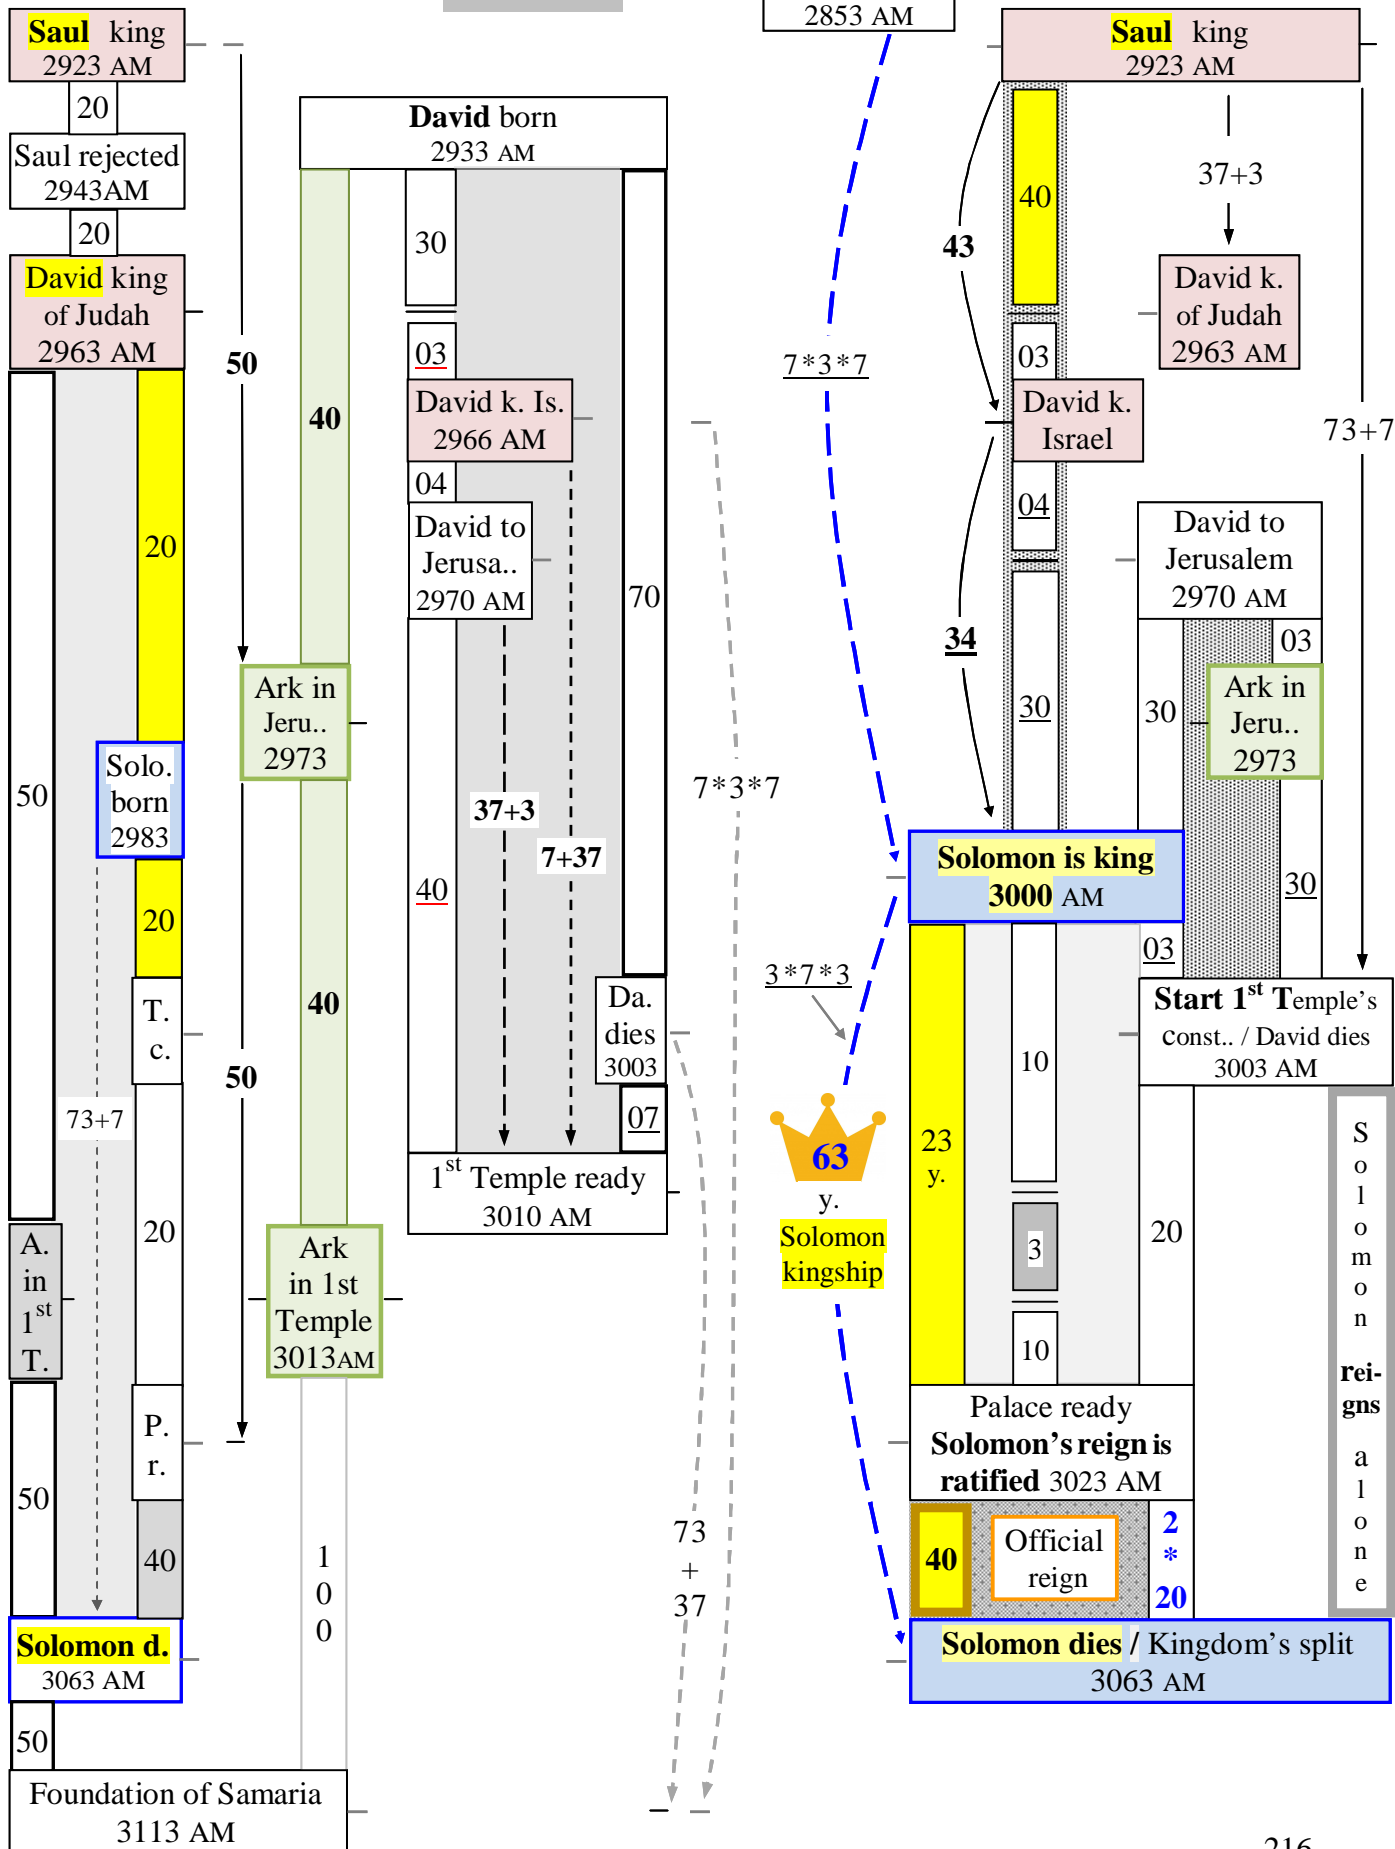 Saul king
2923 AM
20
Saul rejected
2943AM
20
David king
of Judah
2963 AM
50
20
Solo.
born
2983
20
T.
c.
73+7
20
A.
in
1st
T.
P.
r.
50
40
Solomon d.
3063 AM
50
Foundation of Samaria
3113 AM
50
50
David born
2933 AM
40
30
03
David k. Is.
2966 AM
04
David to
Jerusa..
2970 AM
70
Ark in
Jeru..
2973
37+3
7+37
40
40
Da.
dies
3003
07
1st Temple ready
3010 AM
Ark
in 1st
Temple
3013AM
1
0
0
7*3*7
73
+
37
2853 AM
7*3*7
3*7*3
63
y.
Solomon
kingship
Saul king
2923 AM
40
43
37+3
David k.
of Judah
2963 AM
03
David k.
Israel
73+7
04
34
30
David to
Jerusalem
2970 AM
03
30
Ark in
Jeru..
2973
30
Solomon is king
3000 AM
03
Start 1st Temple's
const.. / David dies
3003 AM
23
y.
10
3
10
20
Palace ready
Solomon's reign is
ratified 3023 AM
40
Official
reign
2
*
20
S
o
l
o
m
o
n
rei-
gns
a
l
o
n
e
Solomon dies / Kingdom's split
3063 AM
216